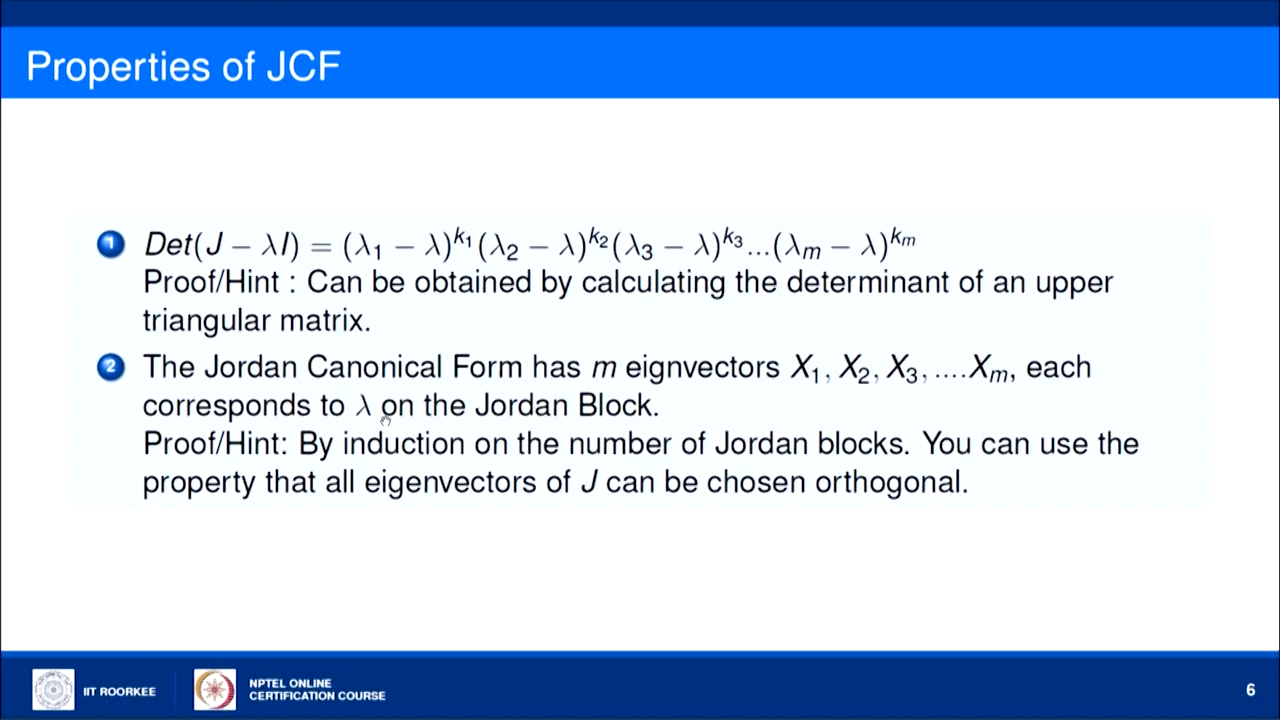 Properties of JCF
1 Det(J − λI) = (λ₁ − λ)^k₁ (λ₂ − λ)^k₂ (λ₃ − λ)^k₃ ...(λₘ − λ)^kₘ
Proof/Hint : Can be obtained by calculating the determinant of an upper
triangular matrix.
2 The Jordan Canonical Form has m eignvectors X₁, X₂, X₃, ....Xₘ, each
corresponds to λ on the Jordan Block.
Proof/Hint: By induction on the number of Jordan blocks. You can use the
property that all eigenvectors of J can be chosen orthogonal.
IIT ROORKEE
NPTEL ONLINE
CERTIFICATION COURSE
6